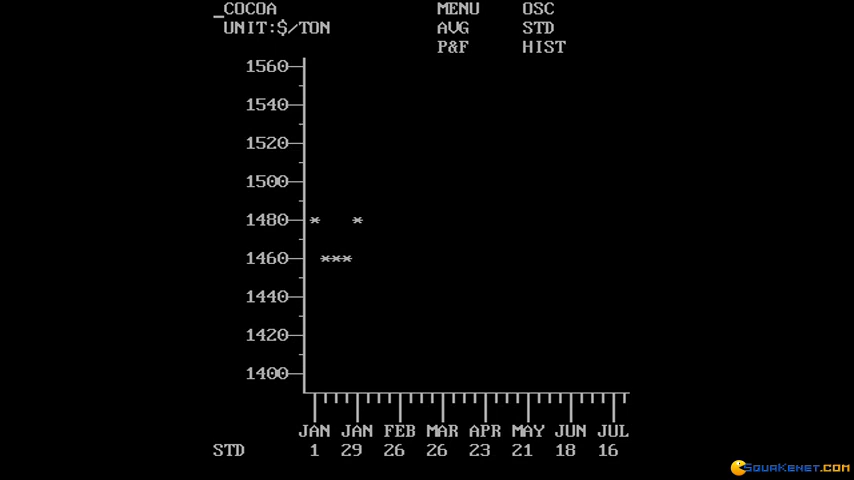 _COCOA MENU OSC
UNIT:$/TON AVG STD
P&F HIST
1560
1540
1520
1500
1480
1460
1440
1420
1400
JAN JAN FEB MAR APR MAY JUN JUL
STD 1 29 26 26 23 21 18 16
SQUAKENET.COM